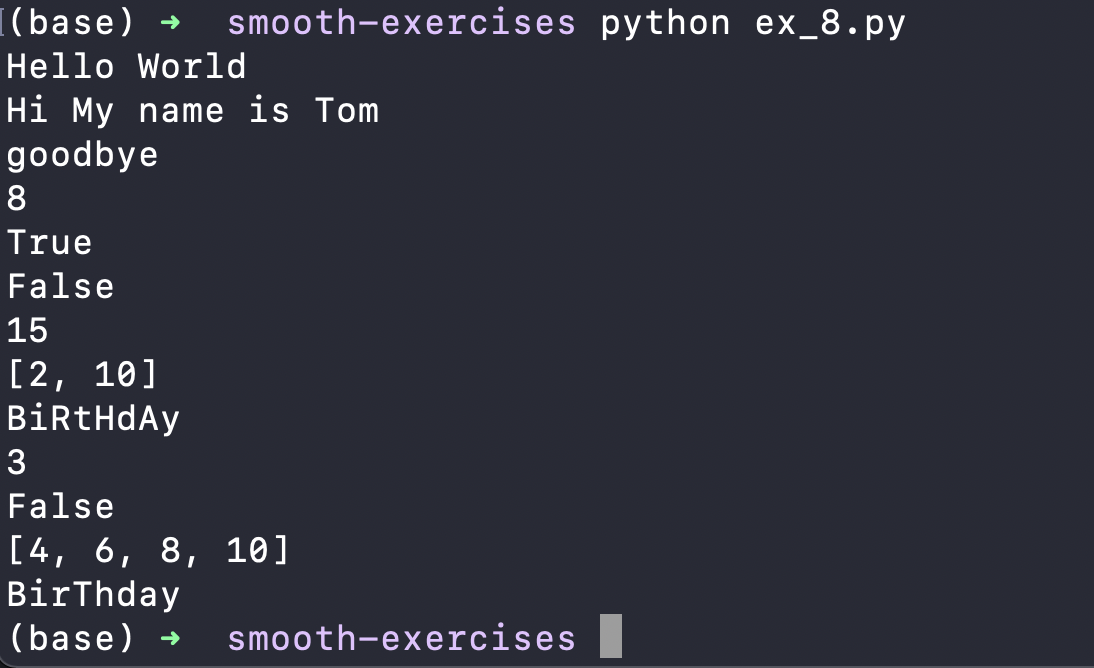 (base) ➜  smooth-exercises python ex_8.py
Hello World
Hi My name is Tom
goodbye
8
True
False
15
[2, 10]
BiRtHdAy
3
False
[4, 6, 8, 10]
BirThday
(base) ➜  smooth-exercises